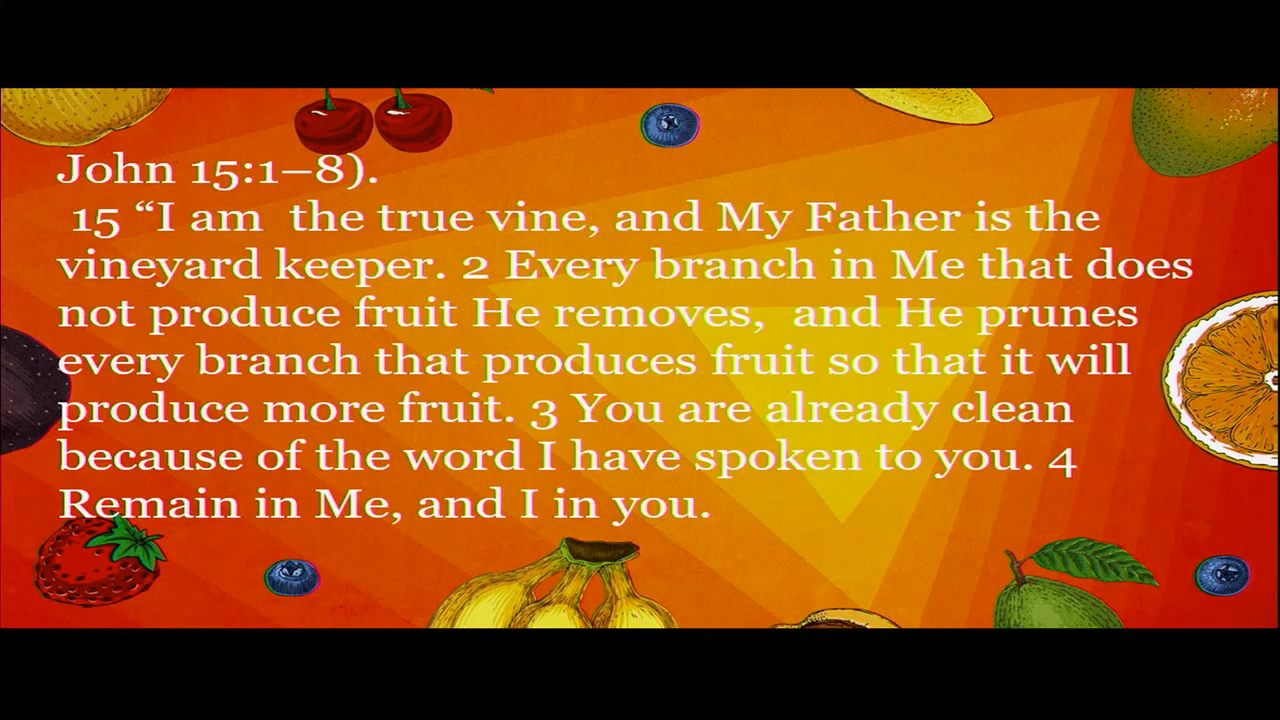 John 15:1–8).
15 “I am  the true vine, and My Father is the
vineyard keeper. 2 Every branch in Me that does
not produce fruit He removes,  and He prunes
every branch that produces fruit so that it will
produce more fruit. 3 You are already clean
because of the word I have spoken to you. 4
Remain in Me, and I in you.